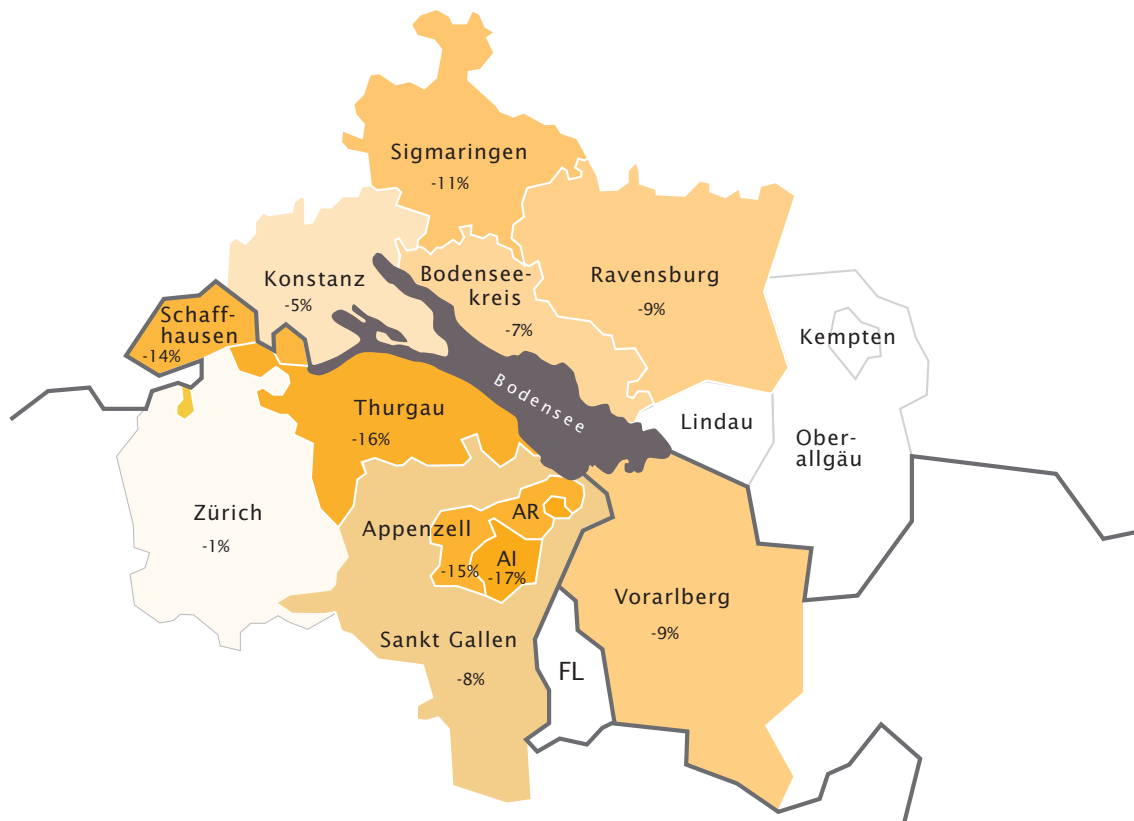 Sigmaringen
-11%
Konstanz
-5%
Bodensee-
kreis
-7%
Ravensburg
-9%
Schaff-
hausen
-14%
Kempten
Thurgau
-16%
Bodensee
Lindau
Ober-
allgäu
Zürich
-1%
Appenzell
AR
-15%
AI
-17%
Vorarlberg
-9%
Sankt Gallen
-8%
FL